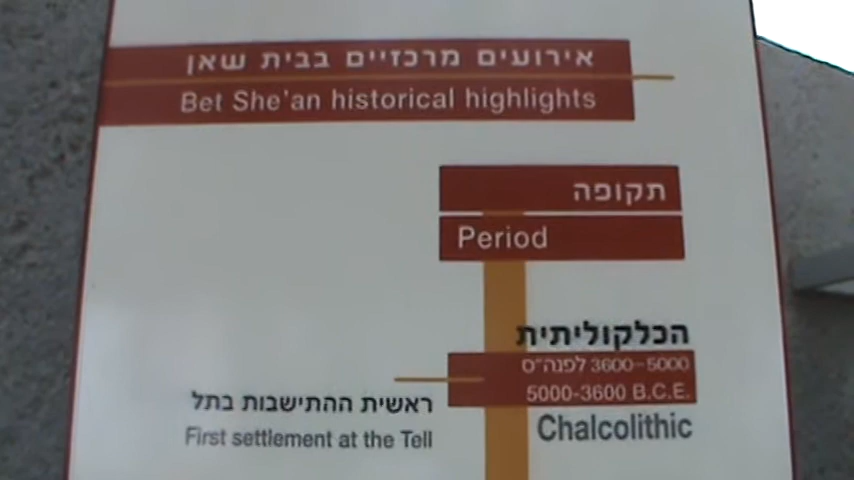 אירועים מרכזיים בבית שאן
Bet She'an historical highlights
תקופה
Period
הכלקוליתית
3600-5000 לפנה"ס
5000-3600 B.C.E.
Chalcolithic
ראשית ההתישבות בתל
First settlement at the Tell